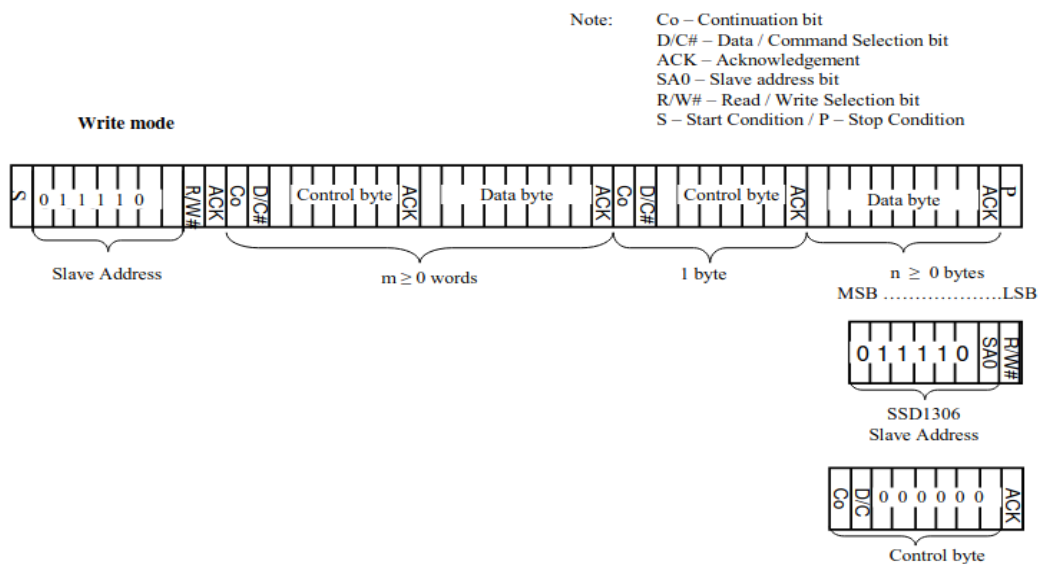 Note: Co – Continuation bit
D/C# – Data / Command Selection bit
ACK – Acknowledgement
SA0 – Slave address bit
R/W# – Read / Write Selection bit
S – Start Condition / P – Stop Condition
Write mode
S 0 1 1 1 1 0 R/W# ACK Co D/C# Control byte ACK Data byte ACK Co D/C# Control byte ACK Data byte ACK P
Slave Address m ≥ 0 words 1 byte n ≥ 0 bytes
MSB ………………….LSB
0 1 1 1 1 0 SA0 R/W#
SSD1306
Slave Address
Co D/C 0 0 0 0 0 0 ACK
Control byte